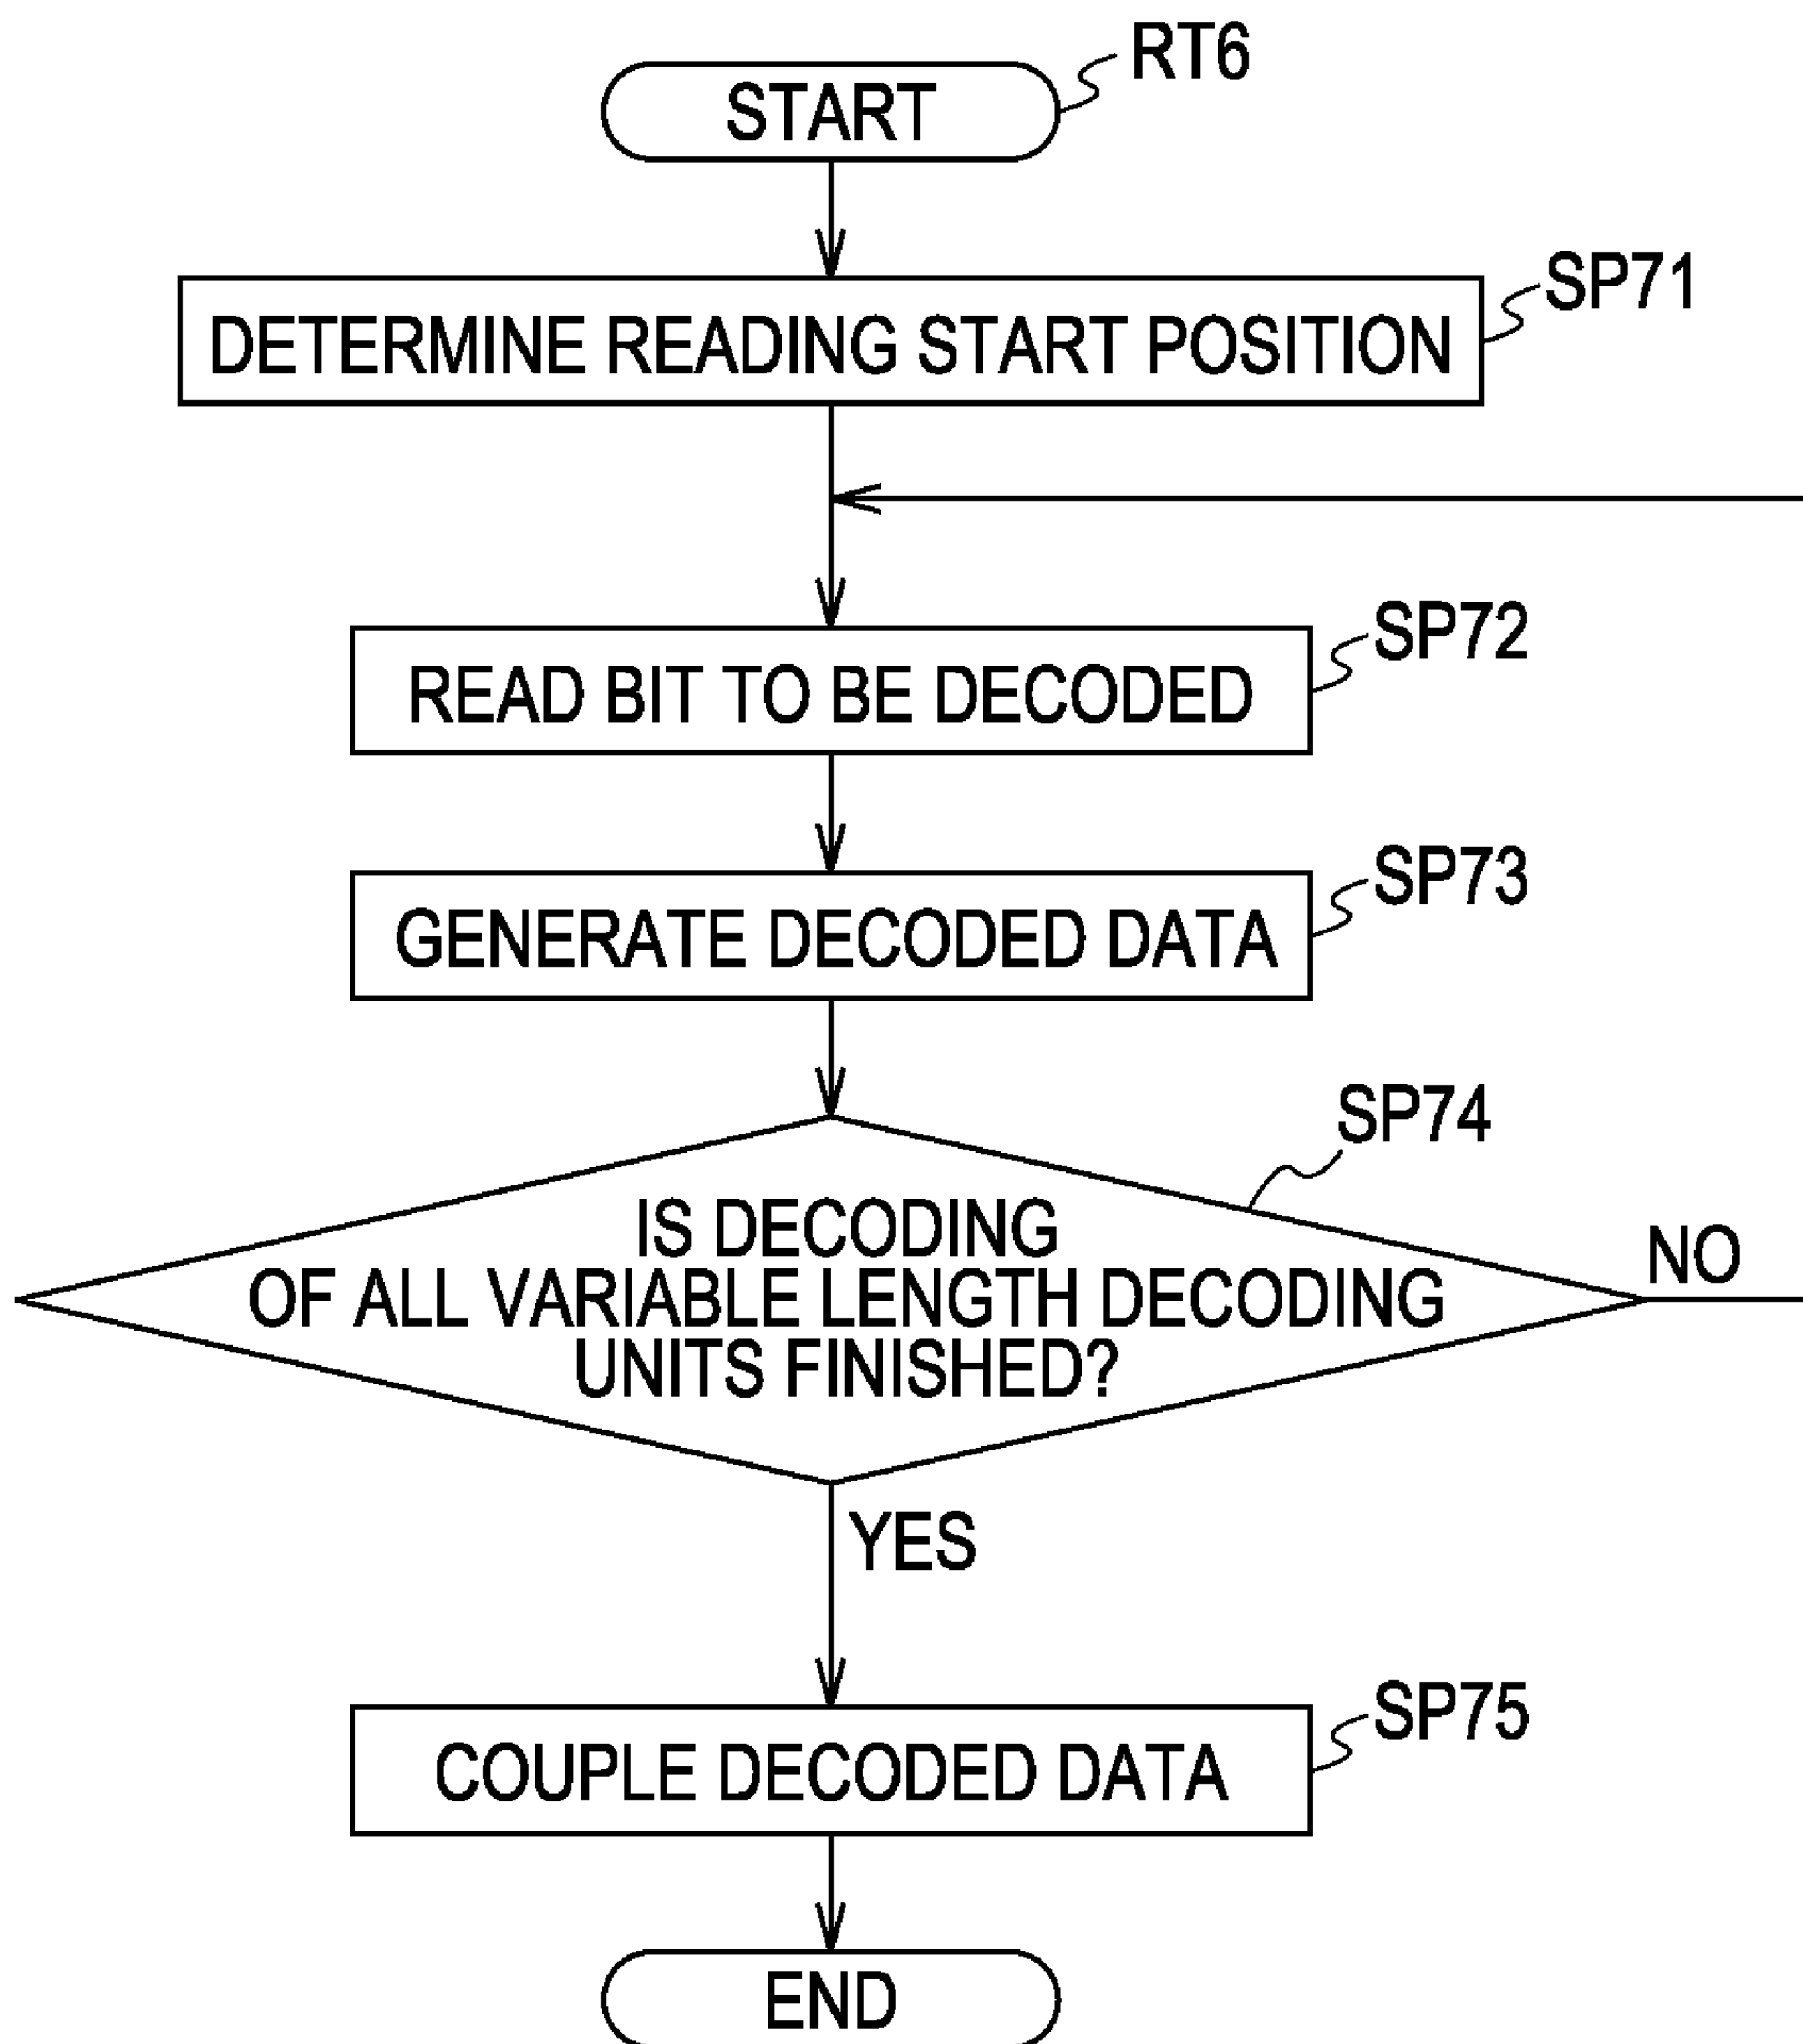 RT6
START
SP71
DETERMINE READING START POSITION
SP72
READ BIT TO BE DECODED
SP73
GENERATE DECODED DATA
SP74
IS DECODING
OF ALL VARIABLE LENGTH DECODING
UNITS FINISHED?
NO
YES
SP75
COUPLE DECODED DATA
END